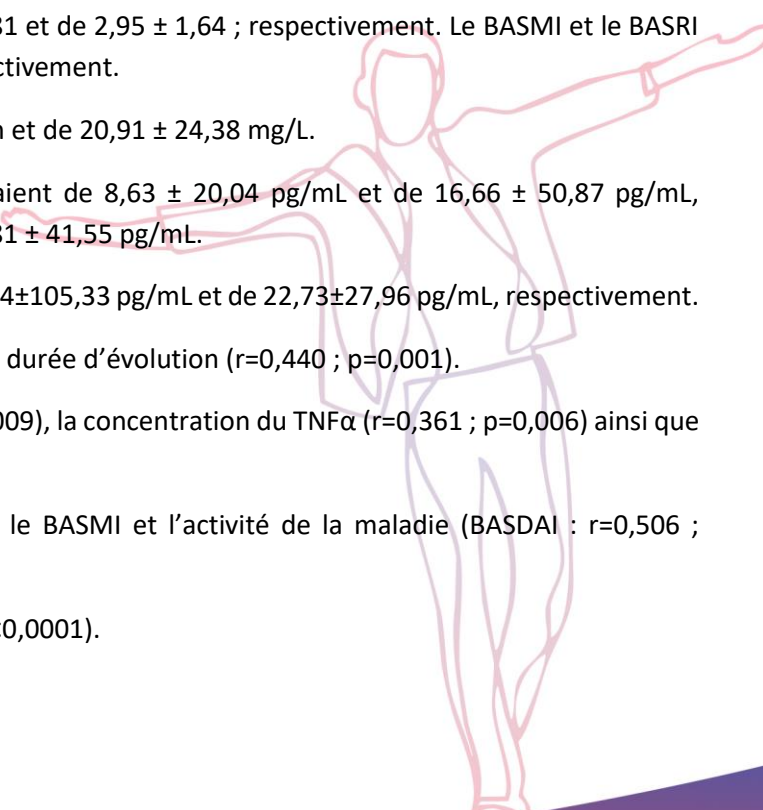 81 et de 2,95 ± 1,64 ; respectivement. Le BASMI et le BASRI
ctivement.
n et de 20,91 ± 24,38 mg/L.
aient de 8,63 ± 20,04 pg/mL et de 16,66 ± 50,87 pg/mL,
81 ± 41,55 pg/mL.
4±105,33 pg/mL et de 22,73±27,96 pg/mL, respectivement.
durée d’évolution (r=0,440 ; p=0,001).
009), la concentration du TNFα (r=0,361 ; p=0,006) ainsi que
le BASMI et l’activité de la maladie (BASDAI : r=0,506 ;
0,0001).